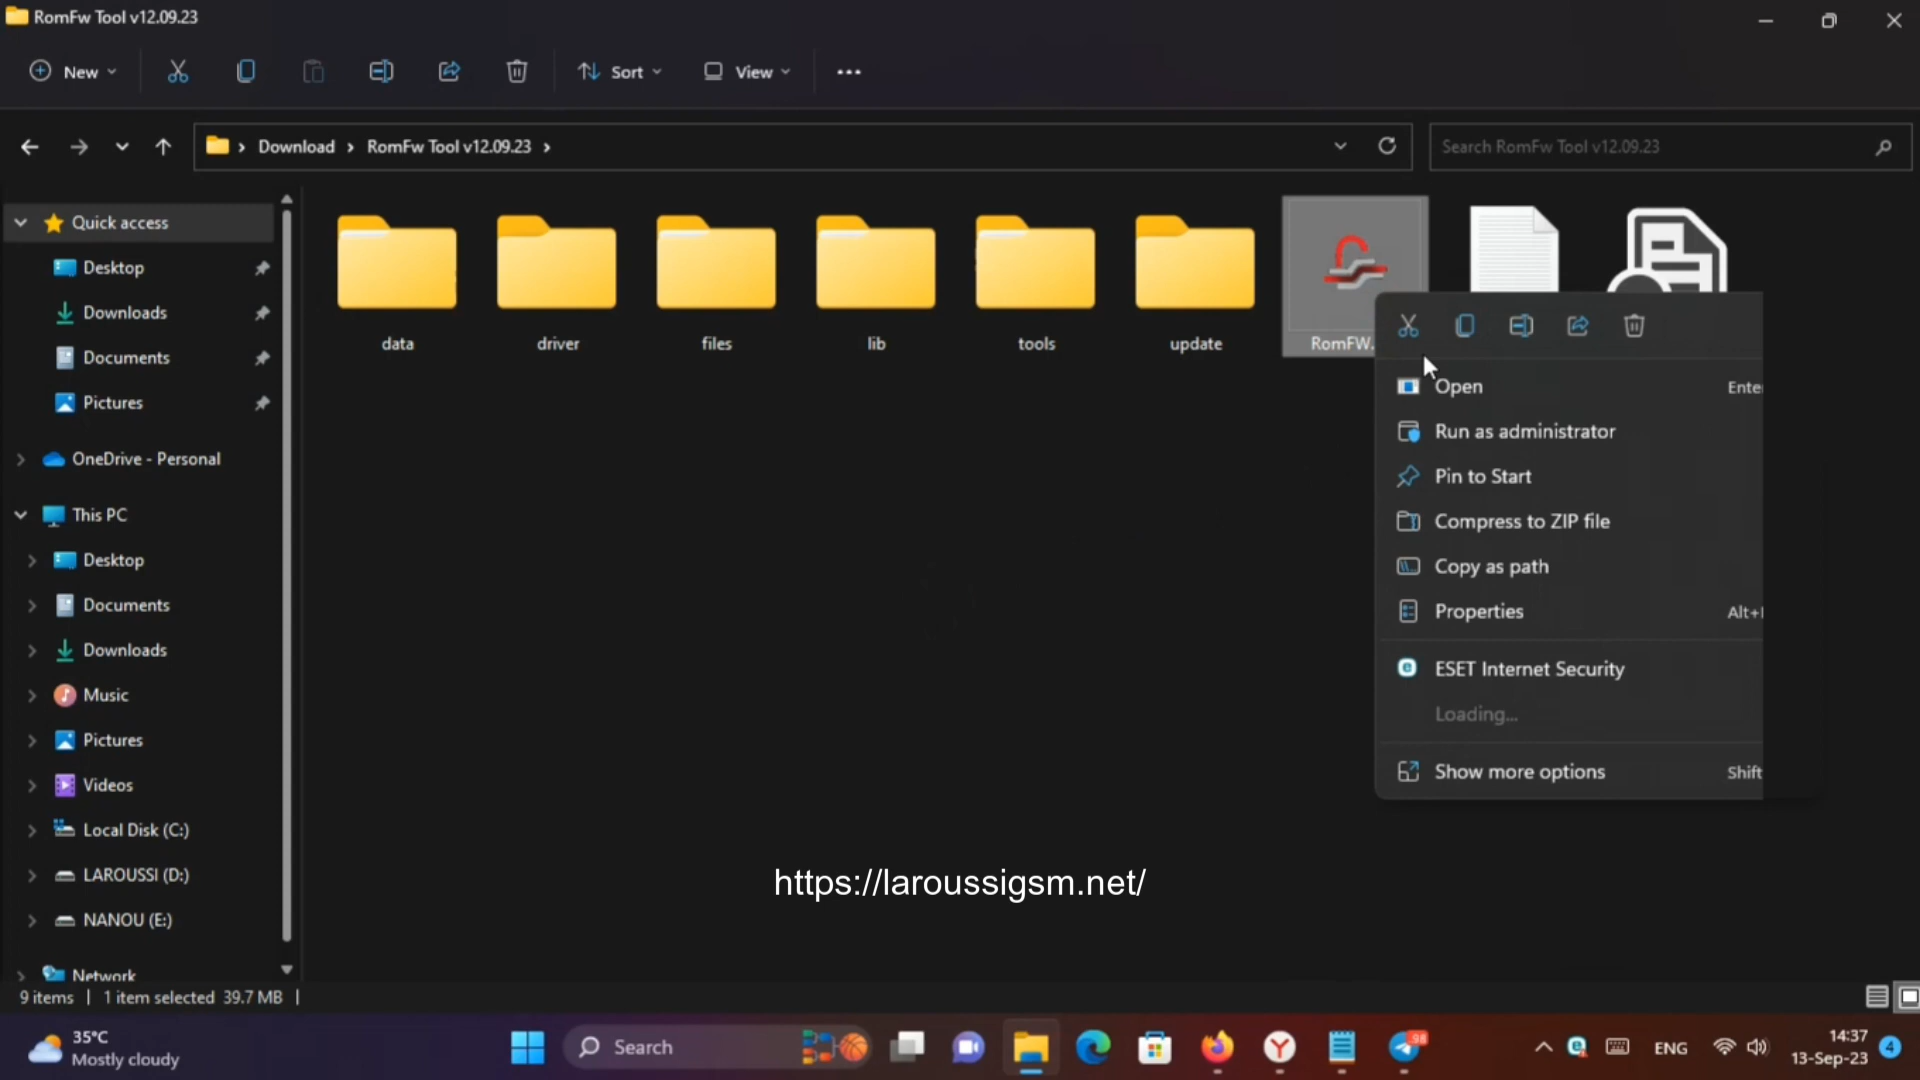 RomFw Tool v12.09.23
New
Sort
View
Download
RomFw Tool v12.09.23
Search RomFw Tool v12.09.23
Quick access
Desktop
Downloads
Documents
Pictures
OneDrive - Personal
This PC
Desktop
Documents
Downloads
Music
Pictures
Videos
Local Disk (C:)
LAROUSSI (D:)
NANOU (E:)
Network
data
driver
files
lib
tools
update
RomFW.
Open Enter
Run as administrator
Pin to Start
Compress to ZIP file
Copy as path
Properties Alt+
ESET Internet Security
Loading...
Show more options Shift
https://laroussigsm.net/
9 items | 1 item selected 39.7 MB |
35°C
Mostly cloudy
Search
98
ENG
14:37
13-Sep-23
4